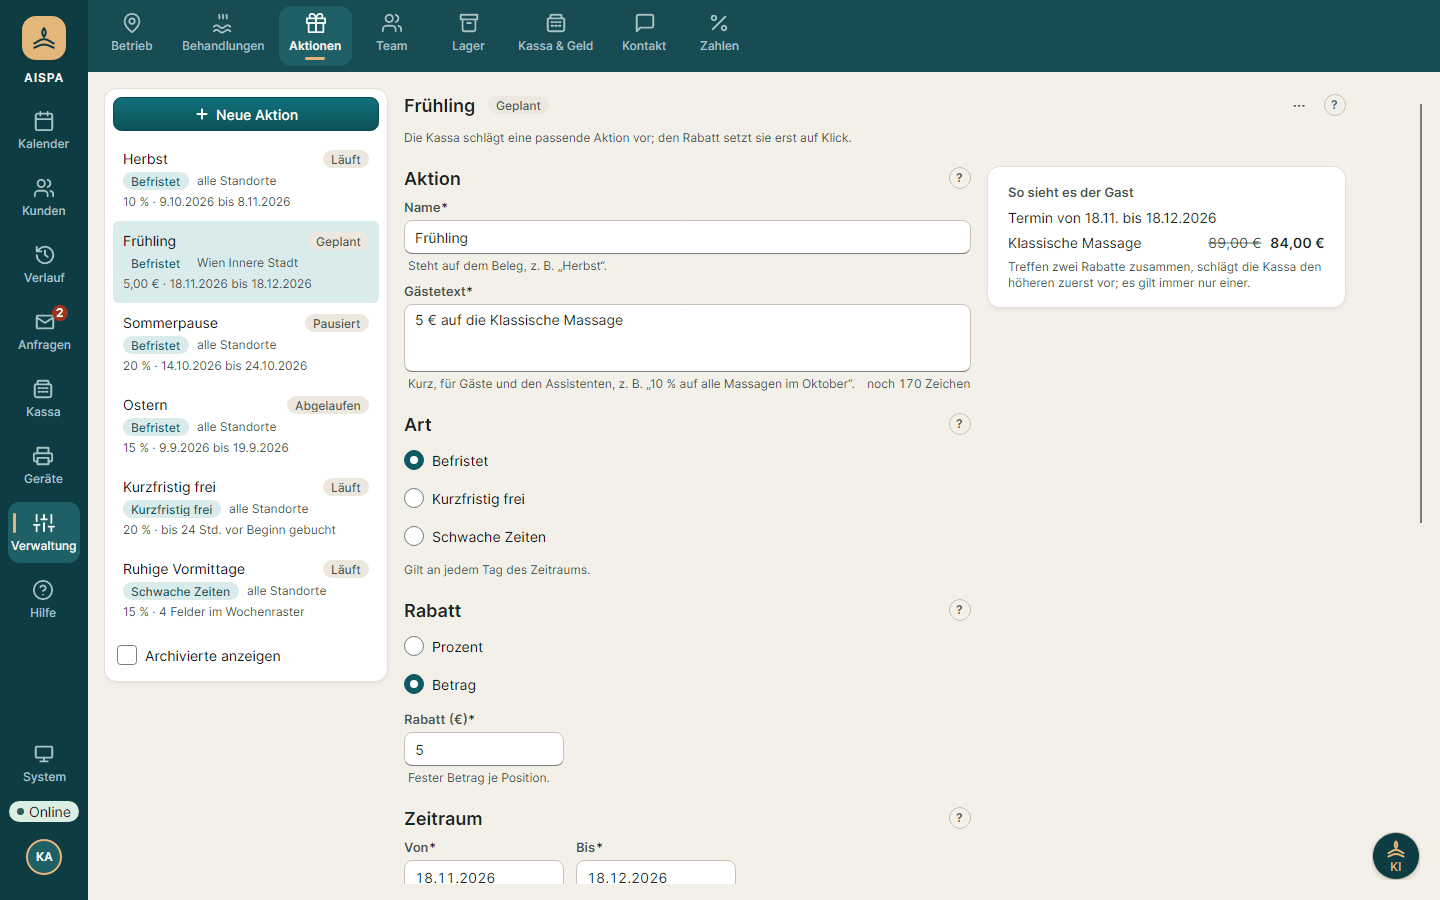 AISPA
Kalender
Kunden
Verlauf
2
Anfragen
Kassa
Geräte
Verwaltung
Hilfe
System
Online
KA
Betrieb
Behandlungen
Aktionen
Team
Lager
Kassa & Geld
Kontakt
Zahlen
+ Neue Aktion
Herbst Läuft
Befristet alle Standorte
10 % · 9.10.2026 bis 8.11.2026
Frühling Geplant
Befristet Wien Innere Stadt
5,00 € · 18.11.2026 bis 18.12.2026
Sommerpause Pausiert
Befristet alle Standorte
20 % · 14.10.2026 bis 24.10.2026
Ostern Abgelaufen
Befristet alle Standorte
15 % · 9.9.2026 bis 19.9.2026
Kurzfristig frei Läuft
Kurzfristig frei alle Standorte
20 % · bis 24 Std. vor Beginn gebucht
Ruhige Vormittage Läuft
Schwache Zeiten alle Standorte
15 % · 4 Felder im Wochenraster
Archivierte anzeigen
Frühling Geplant ... ?
Die Kassa schlägt eine passende Aktion vor; den Rabatt setzt sie erst auf Klick.
Aktion ?
Name*
Frühling
Steht auf dem Beleg, z. B. „Herbst“.
Gästetext*
5 € auf die Klassische Massage
Kurz, für Gäste und den Assistenten, z. B. „10 % auf alle Massagen im Oktober“. noch 170 Zeichen
Art ?
Befristet
Kurzfristig frei
Schwache Zeiten
Gilt an jedem Tag des Zeitraums.
Rabatt ?
Prozent
Betrag
Rabatt (€)*
5
Fester Betrag je Position.
Zeitraum ?
Von* Bis*
18.11.2026 18.12.2026
So sieht es der Gast
Termin von 18.11. bis 18.12.2026
Klassische Massage 89,00 € 84,00 €
Treffen zwei Rabatte zusammen, schlägt die Kassa den
höheren zuerst vor; es gilt immer nur einer.
KI